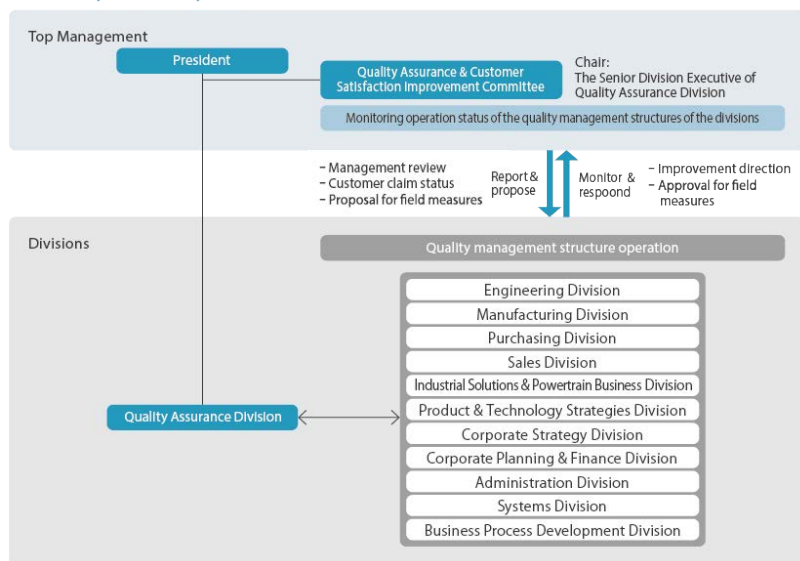 Top Management
President
Quality Assurance & Customer
Satisfaction Improvement Committee
Chair:
The Senior Division Executive of
Quality Assurance Division
Monitoring operation status of the quality management structures of the divisions
– Management review
– Customer claim status
– Proposal for field measures
Report &
propose
Monitor &
respond
– Improvement direction
– Approval for field
measures
Divisions
Quality management structure operation
Engineering Division
Manufacturing Division
Purchasing Division
Sales Division
Industrial Solutions & Powertrain Business Division
Quality Assurance Division
Product & Technology Strategies Division
Corporate Strategy Division
Corporate Planning & Finance Division
Administration Division
Systems Division
Business Process Development Division